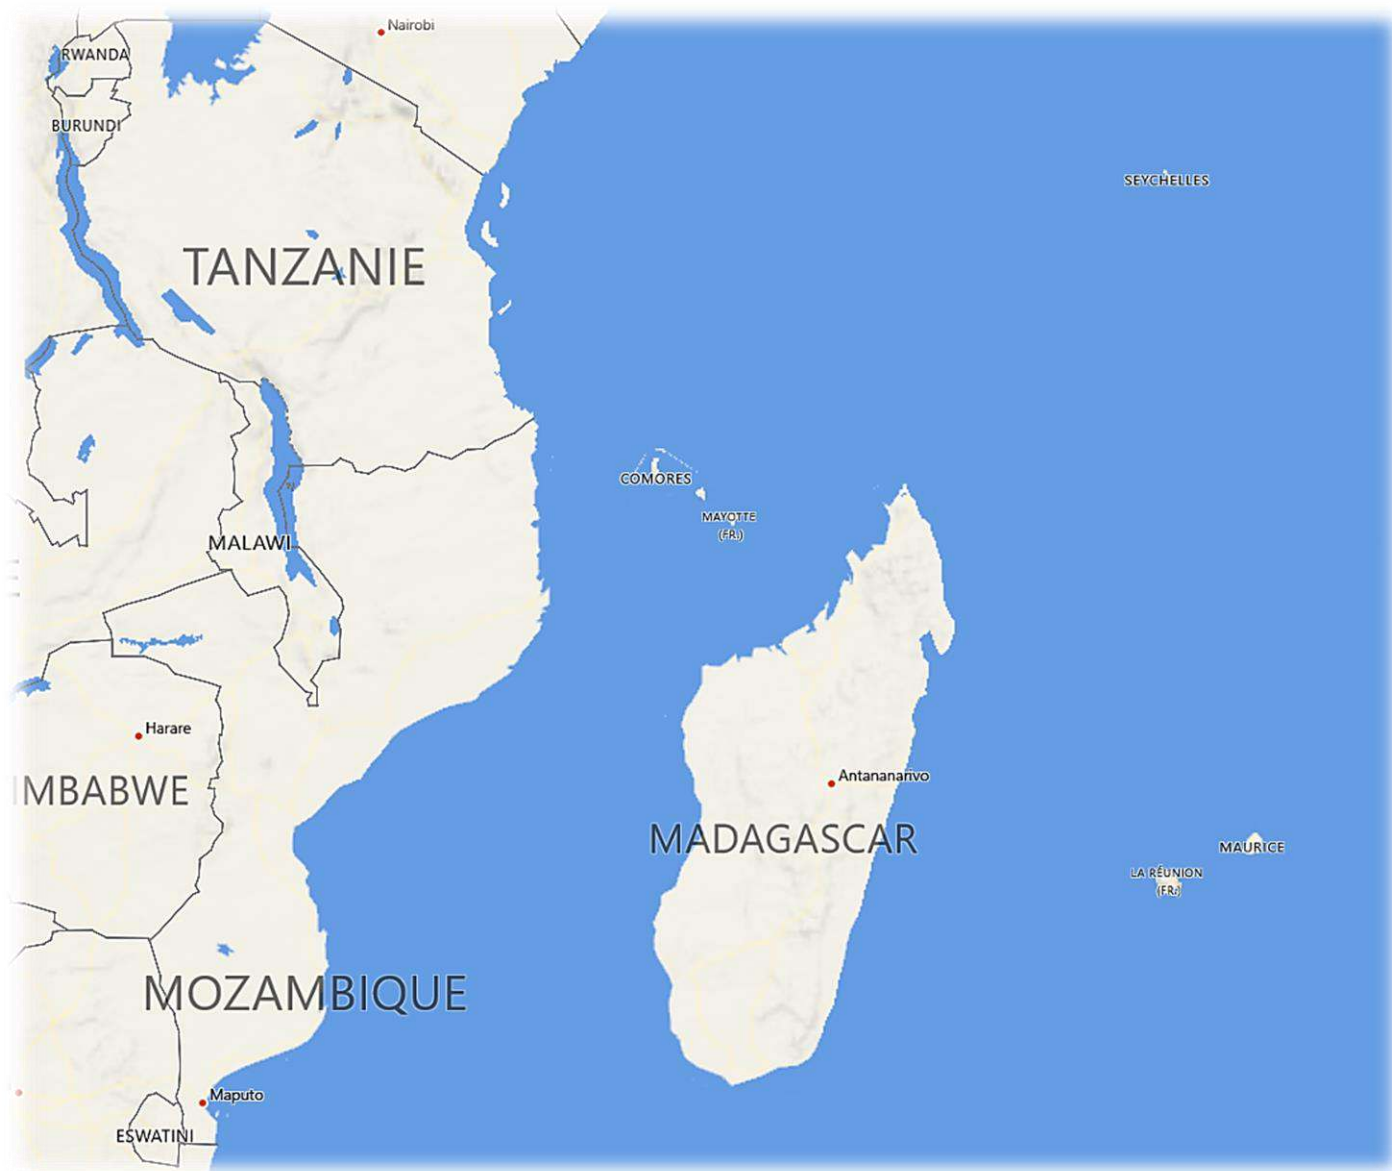 Nairobi
RWANDA
BURUNDI
SEYCHELLES
TANZANIE
COMORES
MAYOTTE
(FR.)
MALAWI
Harare
IMBABWE
Antananarivo
MADAGASCAR
MAURICE
LA RÉUNION
(FR.)
MOZAMBIQUE
Maputo
ESWATINI